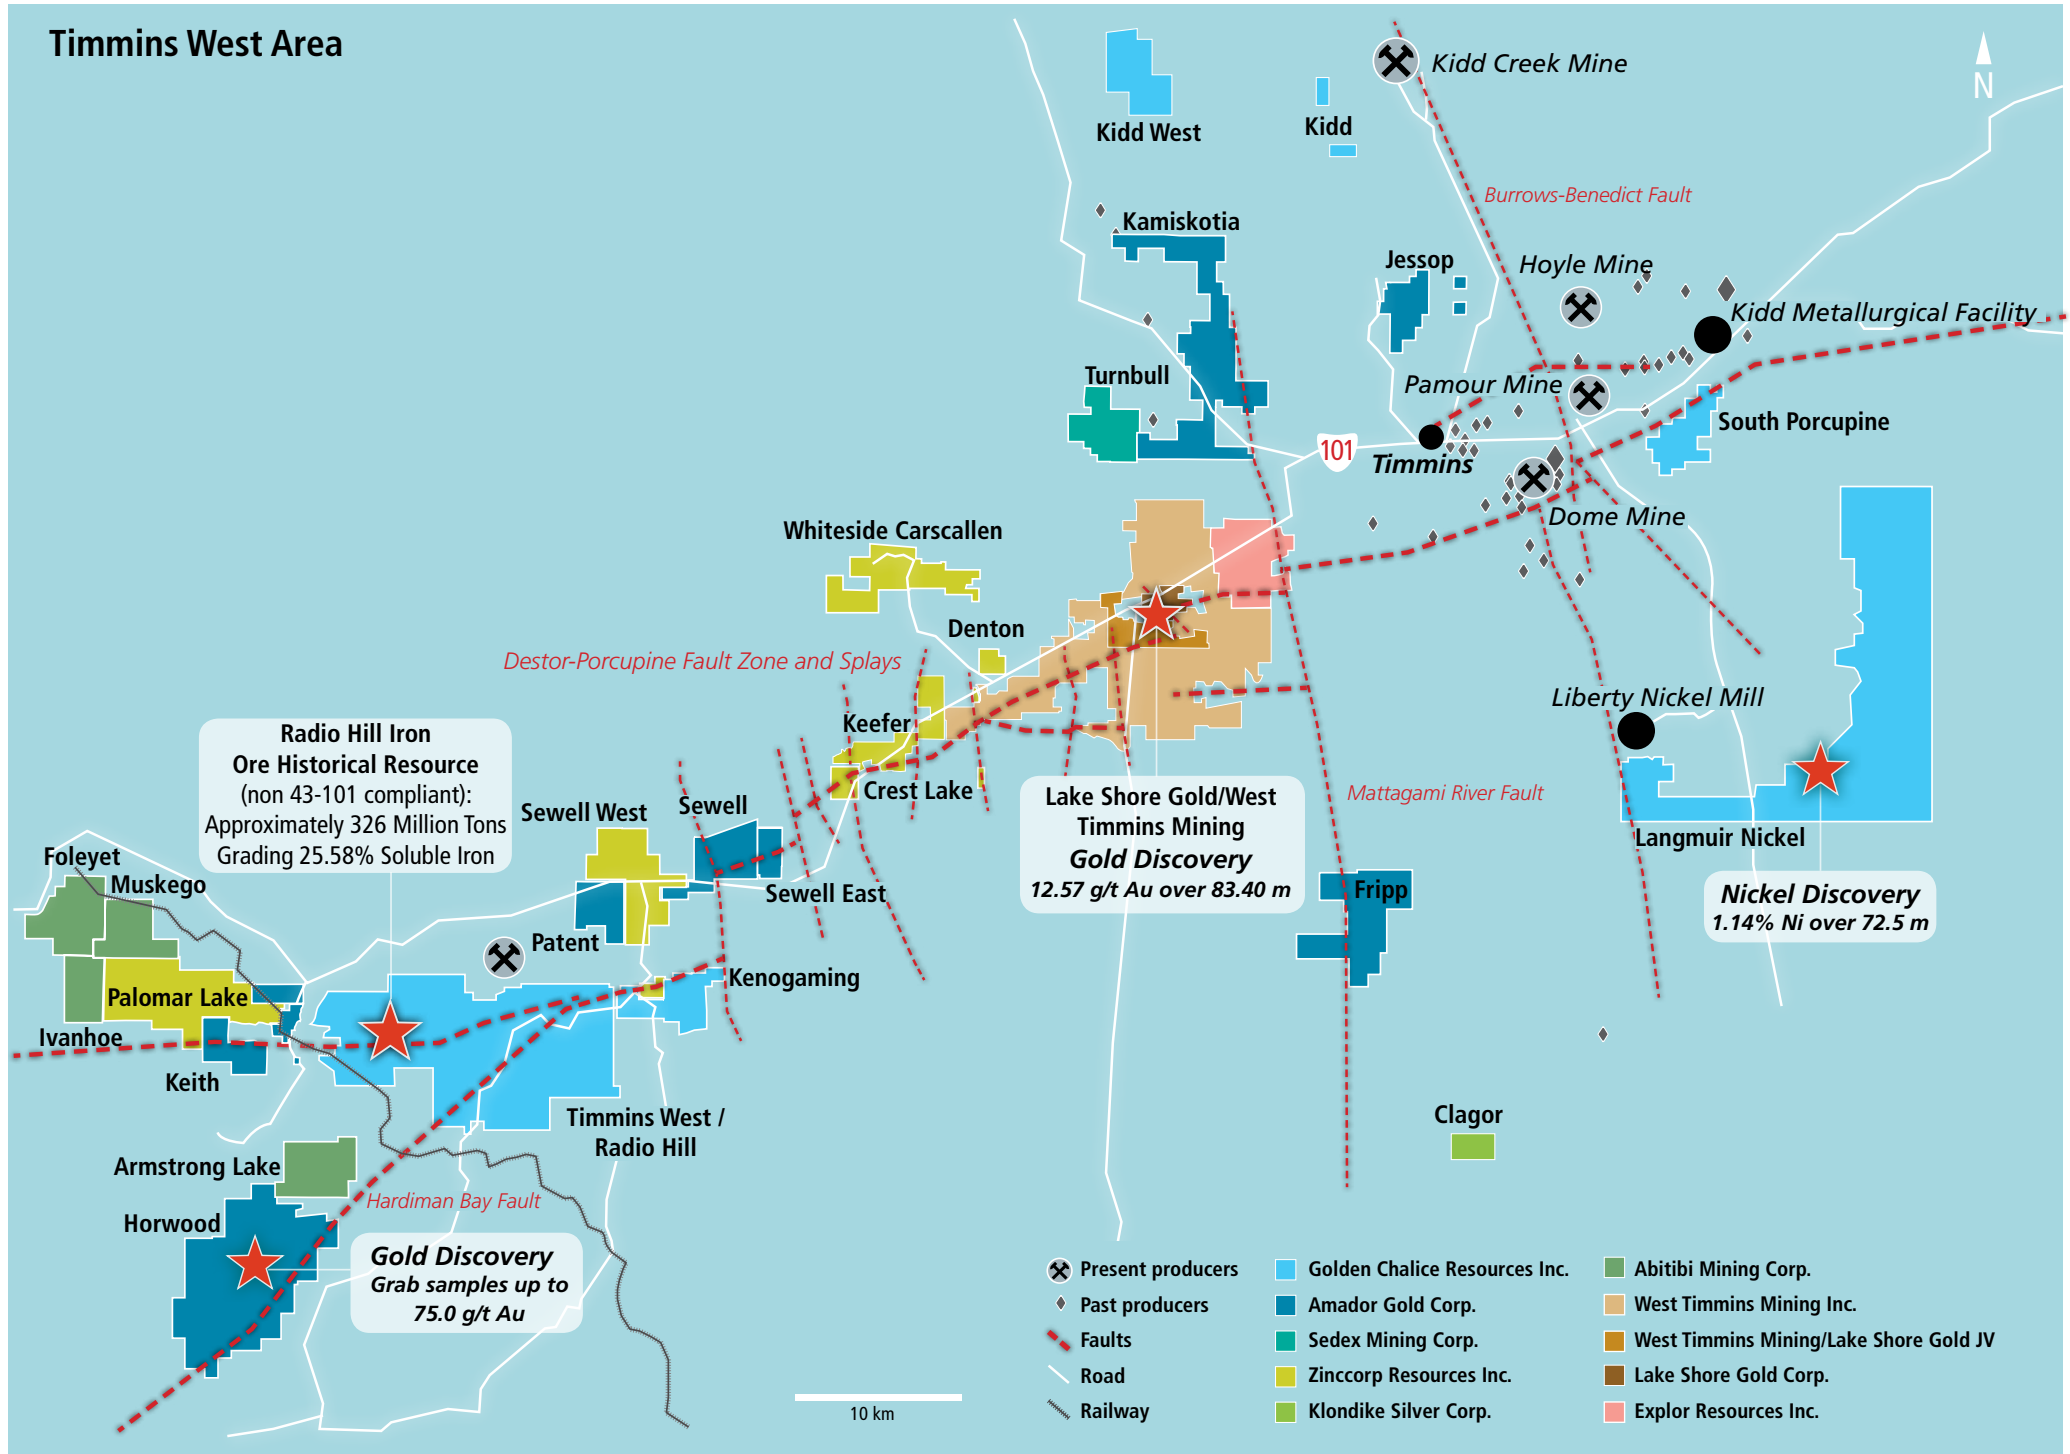 Timmins West Area
Kidd Creek Mine
N
Kidd West
Kidd
Burrows-Benedict Fault
Kamiskotia
Jessop
Hoyle Mine
Kidd Metallurgical Facility
Turnbull
Pamour Mine
South Porcupine
101
Timmins
Dome Mine
Whiteside Carscallen
Denton
Destor-Porcupine Fault Zone and Splays
Liberty Nickel Mill
Keefer
Radio Hill Iron
Ore Historical Resource
(non 43-101 compliant):
Approximately 326 Million Tons
Grading 25.58% Soluble Iron
Crest Lake
Mattagami River Fault
Lake Shore Gold/West
Timmins Mining
Gold Discovery
12.57 g/t Au over 83.40 m
Sewell West
Sewell
Langmuir Nickel
Foleyet
Muskego
Sewell East
Fripp
Nickel Discovery
1.14% Ni over 72.5 m
Patent
Kenogaming
Palomar Lake
Ivanhoe
Keith
Timmins West /
Radio Hill
Clagor
Armstrong Lake
Hardiman Bay Fault
Horwood
Gold Discovery
Grab samples up to
75.0 g/t Au
10 km
Present producers
Past producers
Faults
Road
Railway
Golden Chalice Resources Inc.
Amador Gold Corp.
Sedex Mining Corp.
Zinccorp Resources Inc.
Klondike Silver Corp.
Abitibi Mining Corp.
West Timmins Mining Inc.
West Timmins Mining/Lake Shore Gold JV
Lake Shore Gold Corp.
Explor Resources Inc.